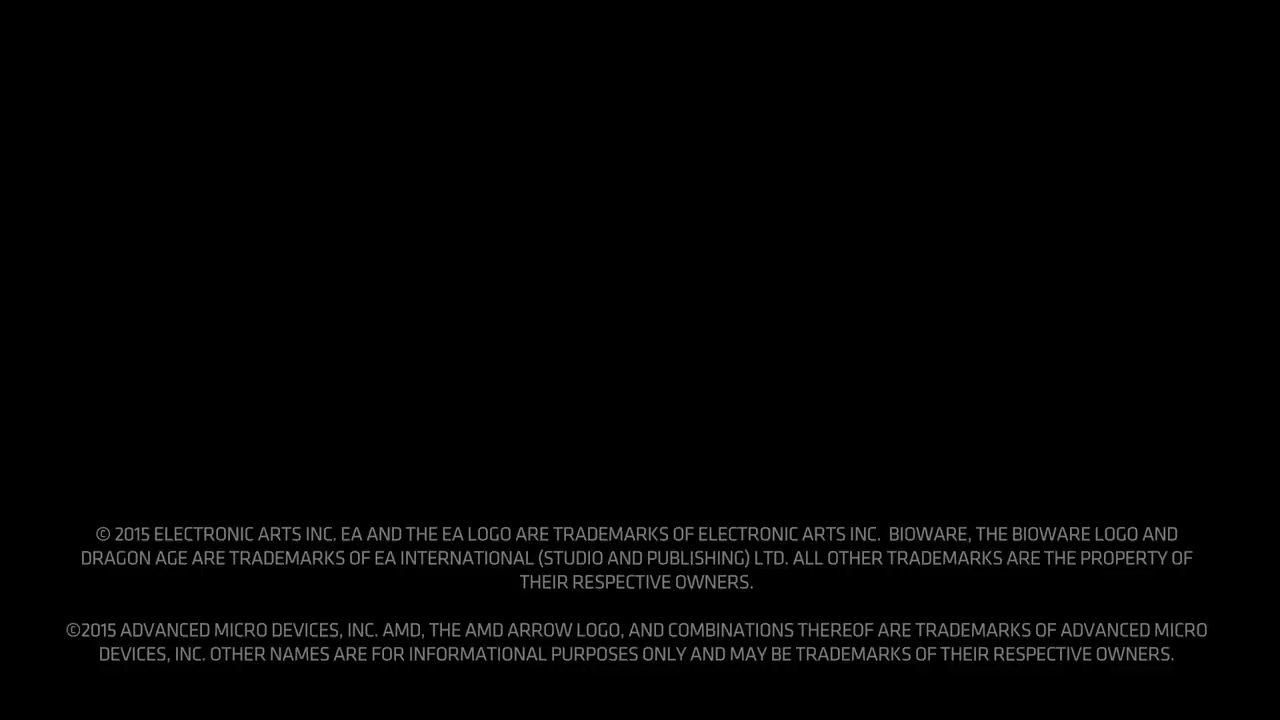 © 2015 ELECTRONIC ARTS INC. EA AND THE EA LOGO ARE TRADEMARKS OF ELECTRONIC ARTS INC.  BIOWARE, THE BIOWARE LOGO AND
DRAGON AGE ARE TRADEMARKS OF EA INTERNATIONAL (STUDIO AND PUBLISHING) LTD. ALL OTHER TRADEMARKS ARE THE PROPERTY OF
THEIR RESPECTIVE OWNERS.
©2015 ADVANCED MICRO DEVICES, INC. AMD, THE AMD ARROW LOGO, AND COMBINATIONS THEREOF ARE TRADEMARKS OF ADVANCED MICRO
DEVICES, INC. OTHER NAMES ARE FOR INFORMATIONAL PURPOSES ONLY AND MAY BE TRADEMARKS OF THEIR RESPECTIVE OWNERS.